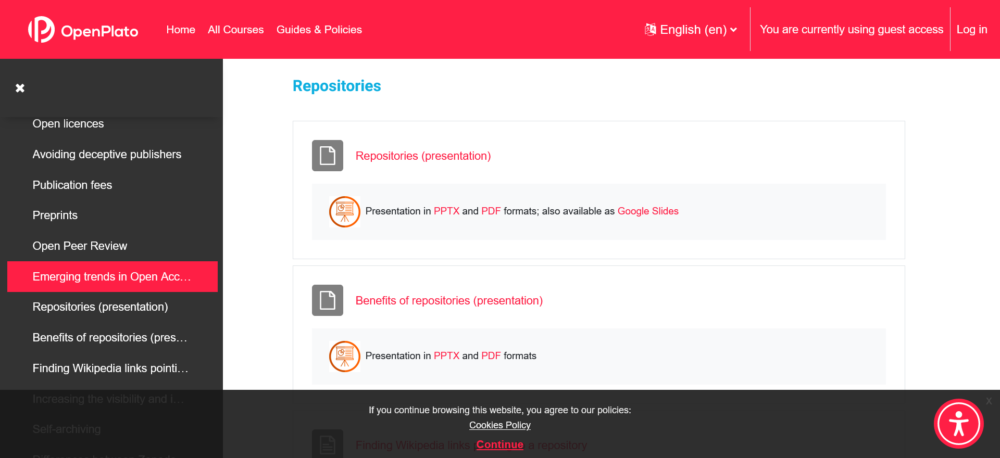 OpenPlato
Home All Courses Guides & Policies
English (en)
You are currently using guest access
Log in
Open licences
Avoiding deceptive publishers
Publication fees
Preprints
Open Peer Review
Emerging trends in Open Acc...
Repositories (presentation)
Benefits of repositories (pres...
Finding Wikipedia links pointi...
Increasing the visibility and i...
Self-archiving
Repositories
Repositories (presentation)
Presentation in PPTX and PDF formats; also available as Google Slides
Benefits of repositories (presentation)
Presentation in PPTX and PDF formats
Finding Wikipedia links
a repository
If you continue browsing this website, you agree to our policies:
Cookies Policy
Continue
x